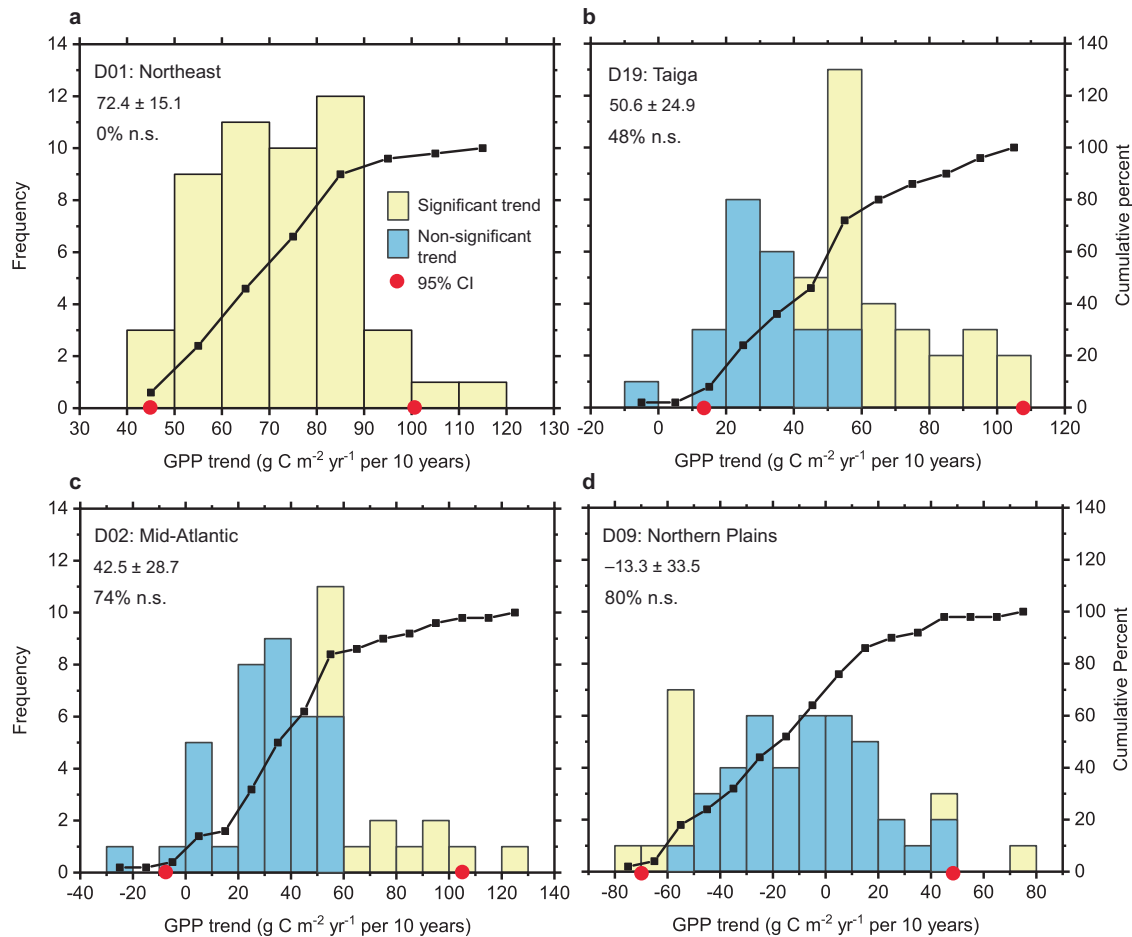 a
14
12
10
8
6
4
2
0
Frequency
D01: Northeast
72.4 ± 15.1
0% n.s.
Significant trend
Non-significant
trend
95% CI
30 40 50 60 70 80 90 100 110 120 130
GPP trend (g C m⁻² yr⁻¹ per 10 years)
b
D19: Taiga
50.6 ± 24.9
48% n.s.
140
120
100
80
60
40
20
0
Cumulative percent
-20 0 20 40 60 80 100 120
GPP trend (g C m⁻² yr⁻¹ per 10 years)
c
14
12
10
8
6
4
2
0
Frequency
D02: Mid-Atlantic
42.5 ± 28.7
74% n.s.
-40 -20 0 20 40 60 80 100 120 140
GPP trend (g C m⁻² yr⁻¹ per 10 years)
d
D09: Northern Plains
–13.3 ± 33.5
80% n.s.
140
120
100
80
60
40
20
0
Cumulative Percent
-80 -60 -40 -20 0 20 40 60 80
GPP trend (g C m⁻² yr⁻¹ per 10 years)